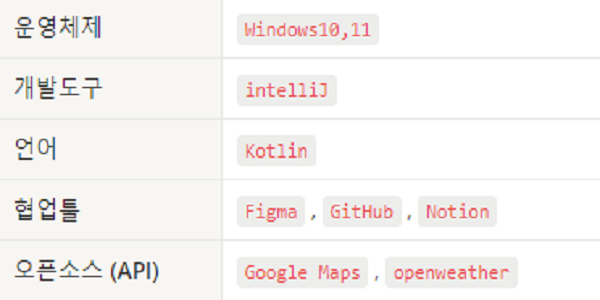 운영체제 Windows10,11
개발도구 intelliJ
언어 Kotlin
협업툴 Figma , GitHub , Notion
오픈소스 (API) Google Maps , openweather